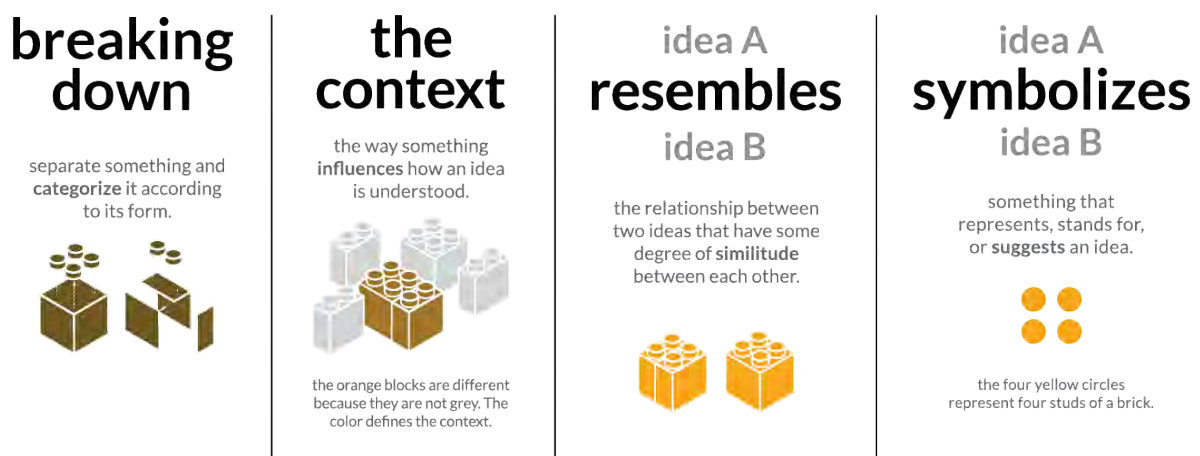 breaking
down
separate something and
categorize it according
to its form.
the
context
the way something
influences how an idea
is understood.
the orange blocks are different
because they are not grey. The
color defines the context.
idea A
resembles
idea B
the relationship between
two ideas that have some
degree of similitude
between each other.
idea A
symbolizes
idea B
something that
represents, stands for,
or suggests an idea.
the four yellow circles
represent four studs of a brick.